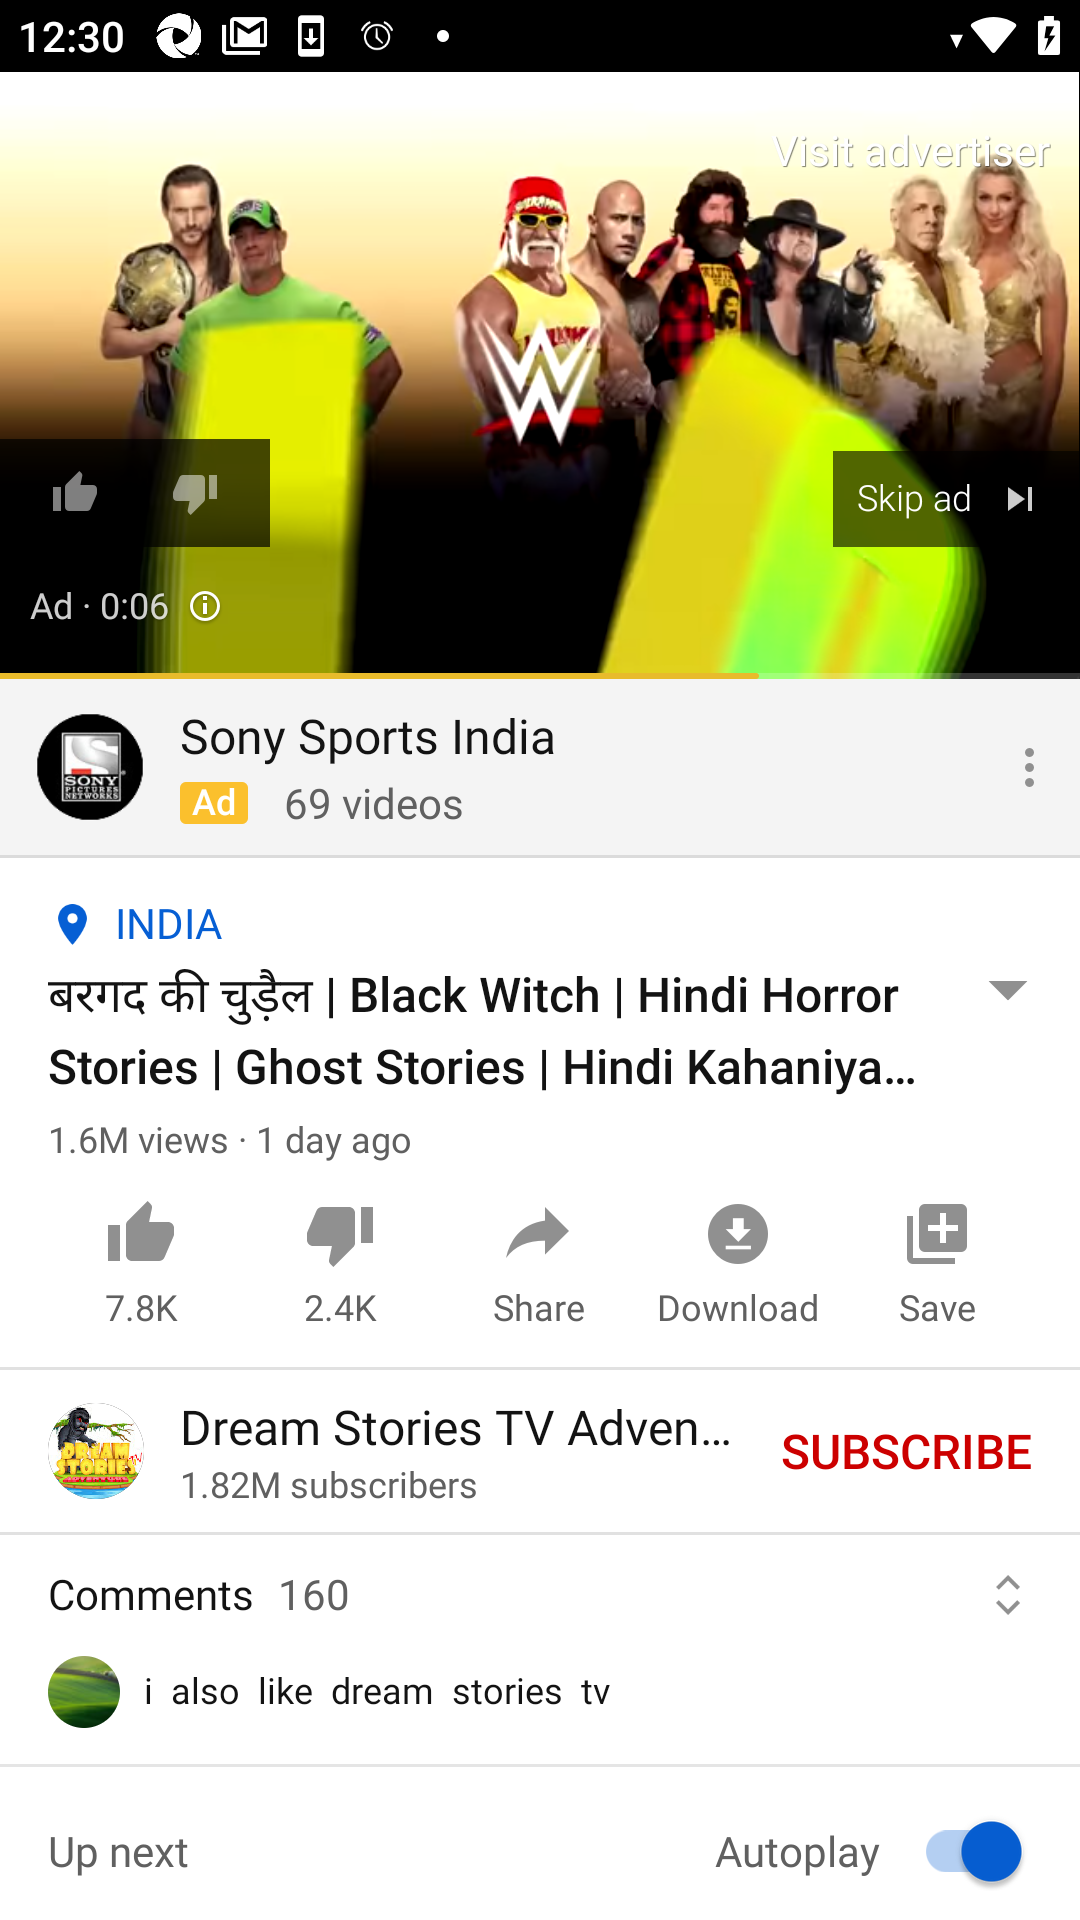 12:30
Visit advertiser
Skip ad
Ad · 0:06
Sony Sports India
SONY
PICTURES
NETWORKS
Ad 69 videos
INDIA
बरगद की चुड़ैल | Black Witch | Hindi Horror
Stories | Ghost Stories | Hindi Kahaniya...
1.6M views · 1 day ago
7.8K 2.4K Share Download Save
DREAM
STORIES
Dream Stories TV Adven...
1.82M subscribers
SUBSCRIBE
Comments 160
i also like dream stories tv
Up next Autoplay